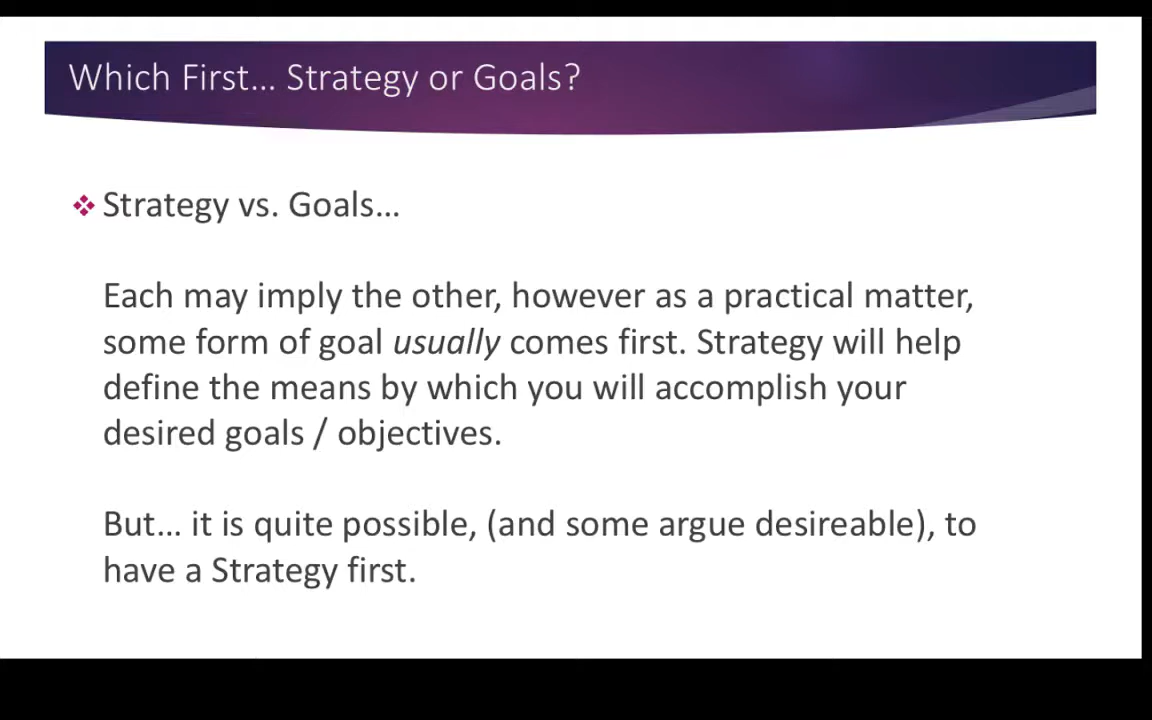 Which First... Strategy or Goals?
Strategy vs. Goals...
Each may imply the other, however as a practical matter,
some form of goal usually comes first. Strategy will help
define the means by which you will accomplish your
desired goals / objectives.
But... it is quite possible, (and some argue desireable), to
have a Strategy first.